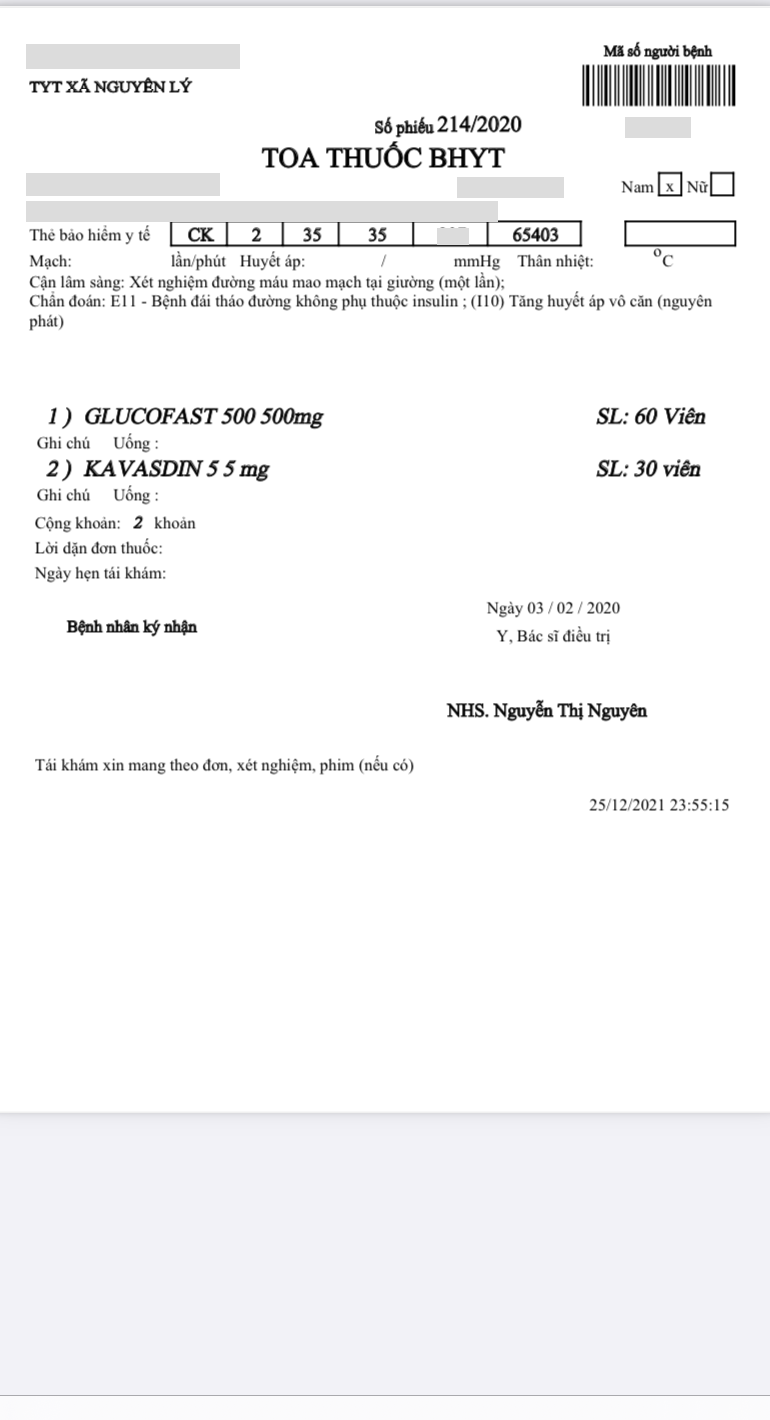 Mã số người bệnh
TYT XÃ NGUYÊN LÝ
Số phiếu 214/2020
TOA THUỐC BHYT
Nam x Nữ
Thẻ bảo hiểm y tế CK 2 35 35 65403
Mạch: lần/phút Huyết áp: / mmHg Thân nhiệt: °C
Cận lâm sàng: Xét nghiệm đường máu mao mạch tại giường (một lần);
Chẩn đoán: E11 - Bệnh đái tháo đường không phụ thuộc insulin ; (I10) Tăng huyết áp vô căn (nguyên
phát)
1 ) GLUCOFAST 500 500mg SL: 60 Viên
Ghi chú Uống :
2 ) KAVASDIN 5 5 mg SL: 30 viên
Ghi chú Uống :
Cộng khoản: 2 khoản
Lời dặn đơn thuốc:
Ngày hẹn tái khám:
Ngày 03 / 02 / 2020
Bệnh nhân ký nhận
Y, Bác sĩ điều trị
NHS. Nguyễn Thị Nguyên
Tái khám xin mang theo đơn, xét nghiệm, phim (nếu có)
25/12/2021 23:55:15